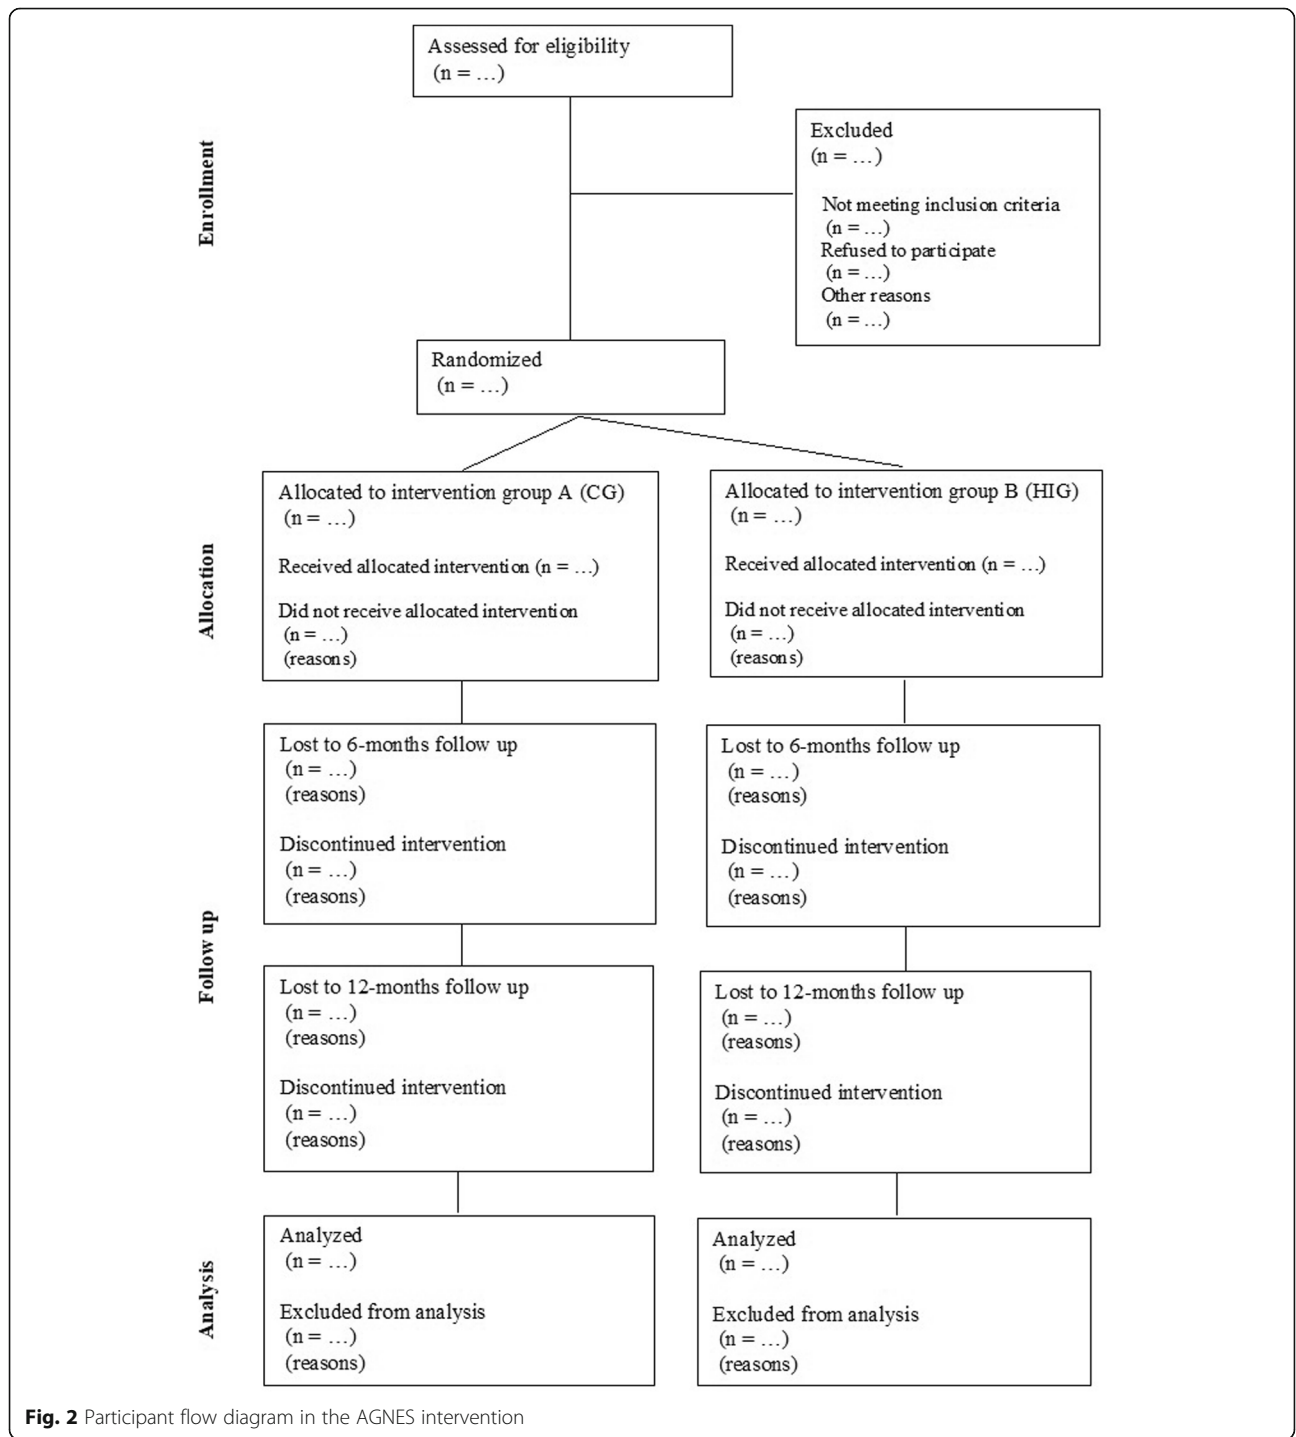 Enrollment
Assessed for eligibility
(n = …)
Excluded
(n = …)
Not meeting inclusion criteria
(n = …)
Refused to participate
(n = …)
Other reasons
(n = …)
Randomized
(n = …)
Allocation
Allocated to intervention group A (CG)
(n = …)
Received allocated intervention (n = …)
Did not receive allocated intervention
(n = …)
(reasons)
Allocated to intervention group B (HIG)
(n = …)
Received allocated intervention (n = …)
Did not receive allocated intervention
(n = …)
(reasons)
Follow up
Lost to 6-months follow up
(n = …)
(reasons)
Discontinued intervention
(n = …)
(reasons)
Lost to 6-months follow up
(n = …)
(reasons)
Discontinued intervention
(n = …)
(reasons)
Lost to 12-months follow up
(n = …)
(reasons)
Discontinued intervention
(n = …)
(reasons)
Lost to 12-months follow up
(n = …)
(reasons)
Discontinued intervention
(n = …)
(reasons)
Analysis
Analyzed
(n = …)
Excluded from analysis
(n = …)
(reasons)
Analyzed
(n = …)
Excluded from analysis
(n = …)
(reasons)
Fig. 2 Participant flow diagram in the AGNES intervention